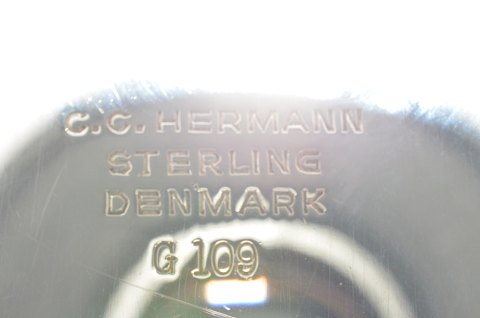 C.C. HERMANN
STERLING
DENMARK
G 109